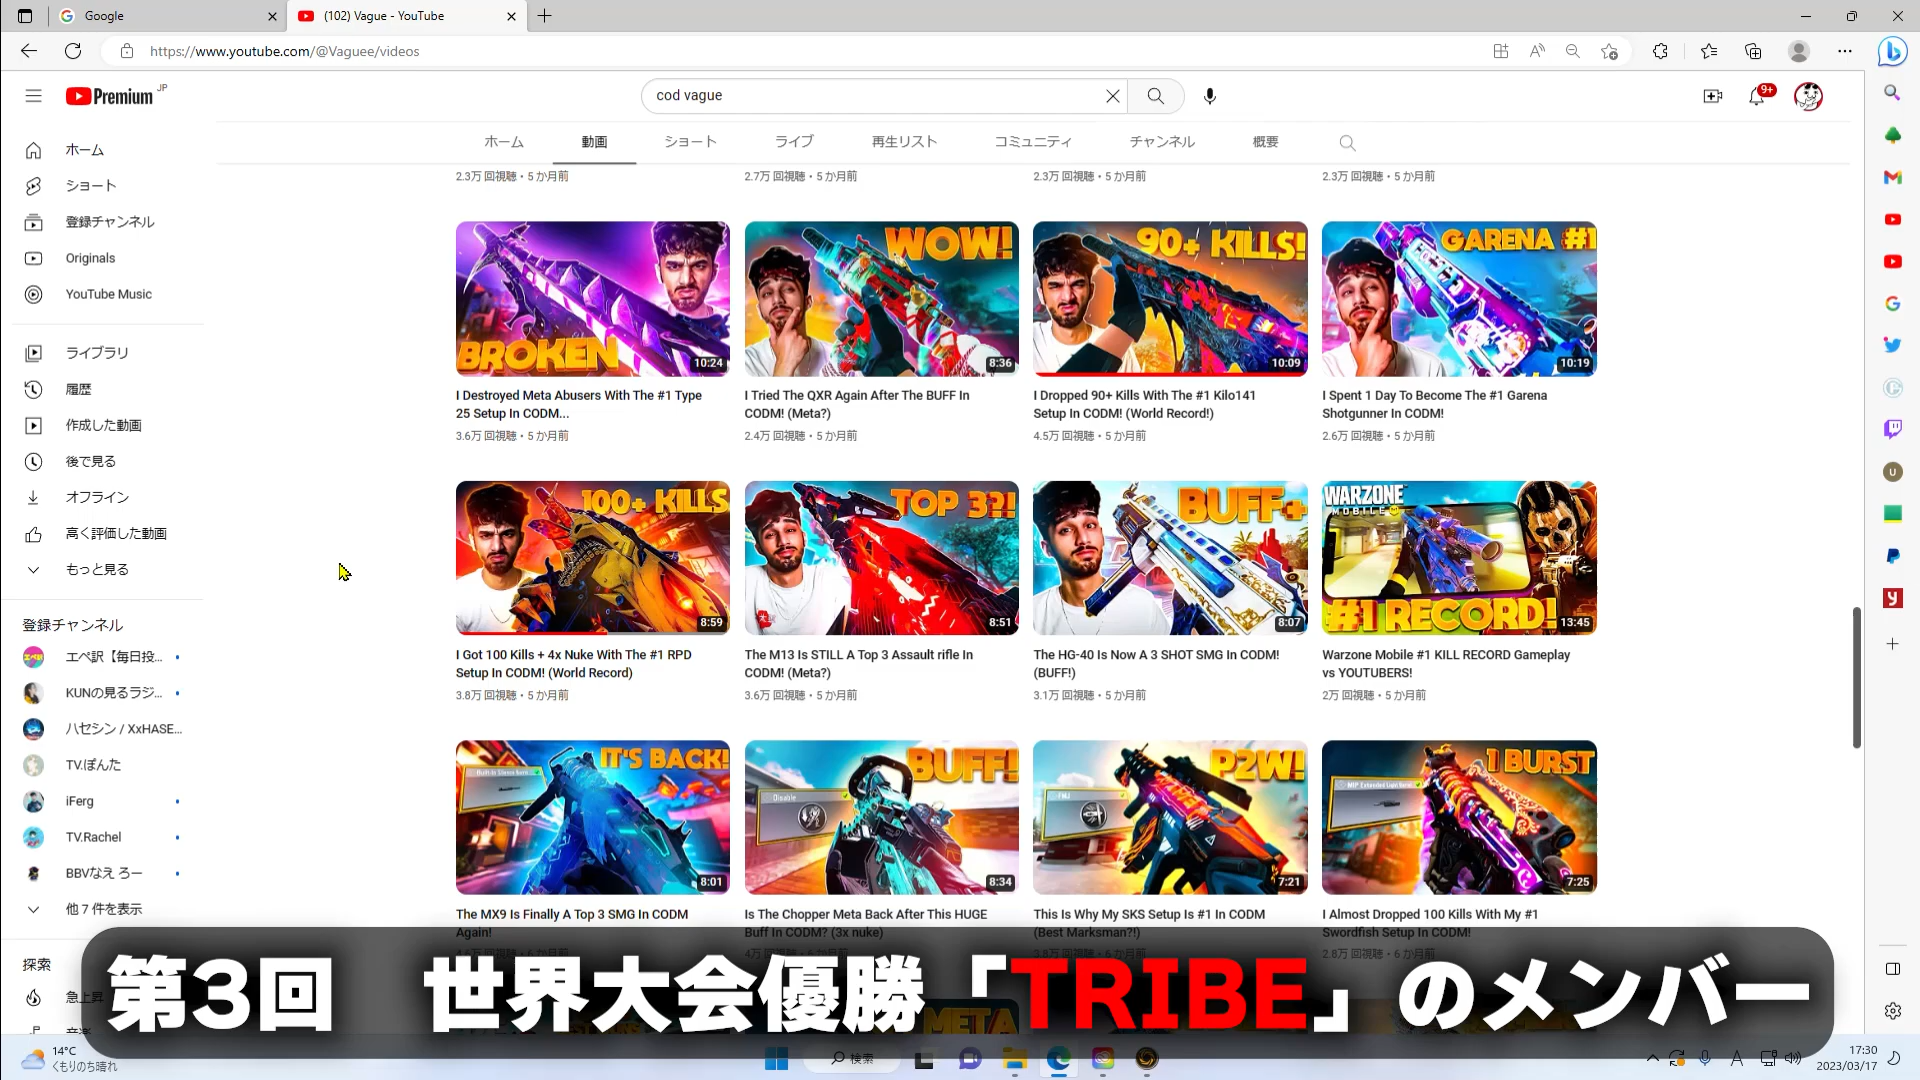 Google
(102) Vague - YouTube
https://www.youtube.com/@Vaguee/videos
Premium JP
cod vague
9+
ホーム
動画
ショート
ライブ
再生リスト
コミュニティ
チャンネル
概要
ホーム
ショート
登録チャンネル
Originals
YouTube Music
ライブラリ
履歴
作成した動画
後で見る
オフライン
高く評価した動画
もっと見る
登録チャンネル
エペ訳【毎日投...
KUNの見るラジ...
ハセシン / XxHASE...
TV.ぽんた
iFerg
TV.Rachel
BBVなえ ろー
他 7 件を表示
探索
急上昇
音楽
2.3万 回視聴・5 か月前
2.7万 回視聴・5 か月前
2.3万 回視聴・5 か月前
2.3万 回視聴・5 か月前
BROKEN
10:24
WOW!
8:36
90+ KILLS!
10:09
GARENA #1
10:19
I Destroyed Meta Abusers With The #1 Type
25 Setup In CODM...
3.6万 回視聴・5 か月前
I Tried The QXR Again After The BUFF In
CODM! (Meta?)
2.4万 回視聴・5 か月前
I Dropped 90+ Kills With The #1 Kilo141
Setup In CODM! (World Record!)
4.5万 回視聴・5 か月前
I Spent 1 Day To Become The #1 Garena
Shotgunner In CODM!
2.6万 回視聴・5 か月前
100+ KILLS
8:59
TOP 3?!
8:51
BUFF+
8:07
WARZONE
MOBILE
#1 RECORD!
13:45
I Got 100 Kills + 4x Nuke With The #1 RPD
Setup In CODM! (World Record)
3.8万 回視聴・5 か月前
The M13 Is STILL A Top 3 Assault rifle In
CODM! (Meta?)
3.6万 回視聴・5 か月前
The HG-40 Is Now A 3 SHOT SMG In CODM!
(BUFF!)
3.1万 回視聴・5 か月前
Warzone Mobile #1 KILL RECORD Gameplay
vs YOUTUBERS!
2万 回視聴・5 か月前
IT'S BACK!
8:01
BUFF!
Disable
8:34
P2W!
7:21
1 BURST
7:25
The MX9 Is Finally A Top 3 SMG In CODM
Again!
Is The Chopper Meta Back After This HUGE
Buff In CODM? (3x nuke)
This Is Why My SKS Setup Is #1 In CODM
(Best Marksman?!)
I Almost Dropped 100 Kills With My #1
Swordfish Setup In CODM!
2.8万 回視聴・6 か月前
META
第3回 世界大会優勝「TRIBE」のメンバー
14°C
くもりのち晴れ
検索
A
17:30
2023/03/17